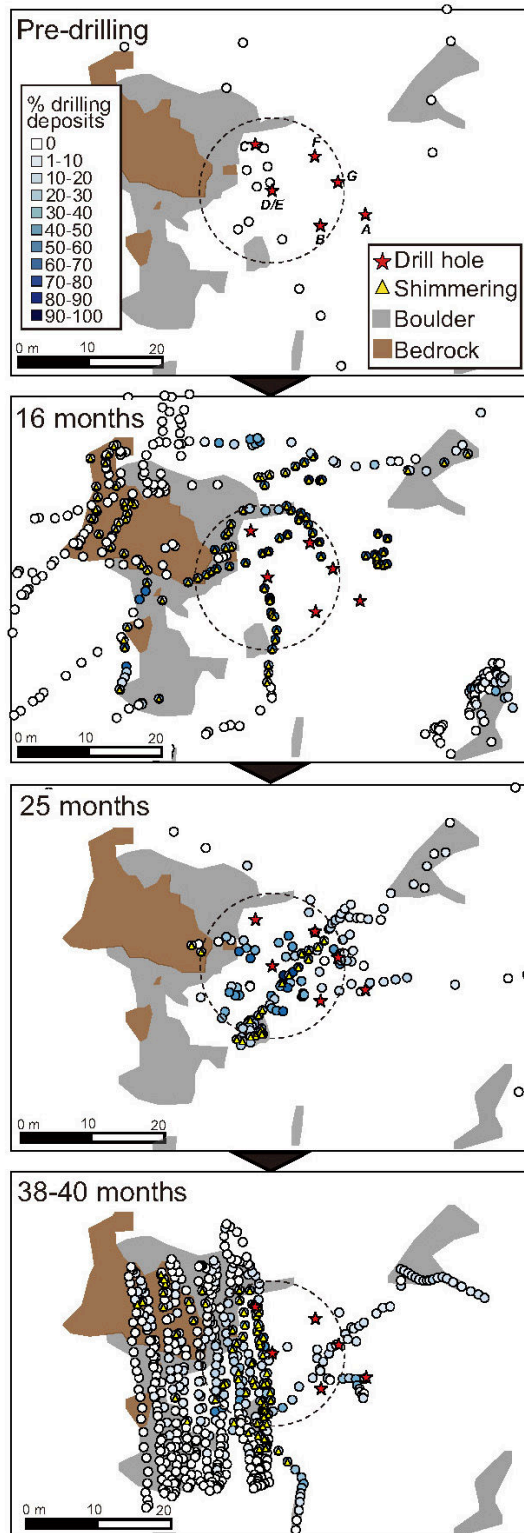 Pre-drilling
% drilling
deposits
0
1-10
10-20
20-30
30-40
40-50
50-60
60-70
70-80
80-90
90-100
C
F
G
D/E
B
A
Drill hole
Shimmering
Boulder
Bedrock
0 m 10 20
16 months
0 m 10 20
25 months
0 m 10 20
38-40 months
0 m 10 20